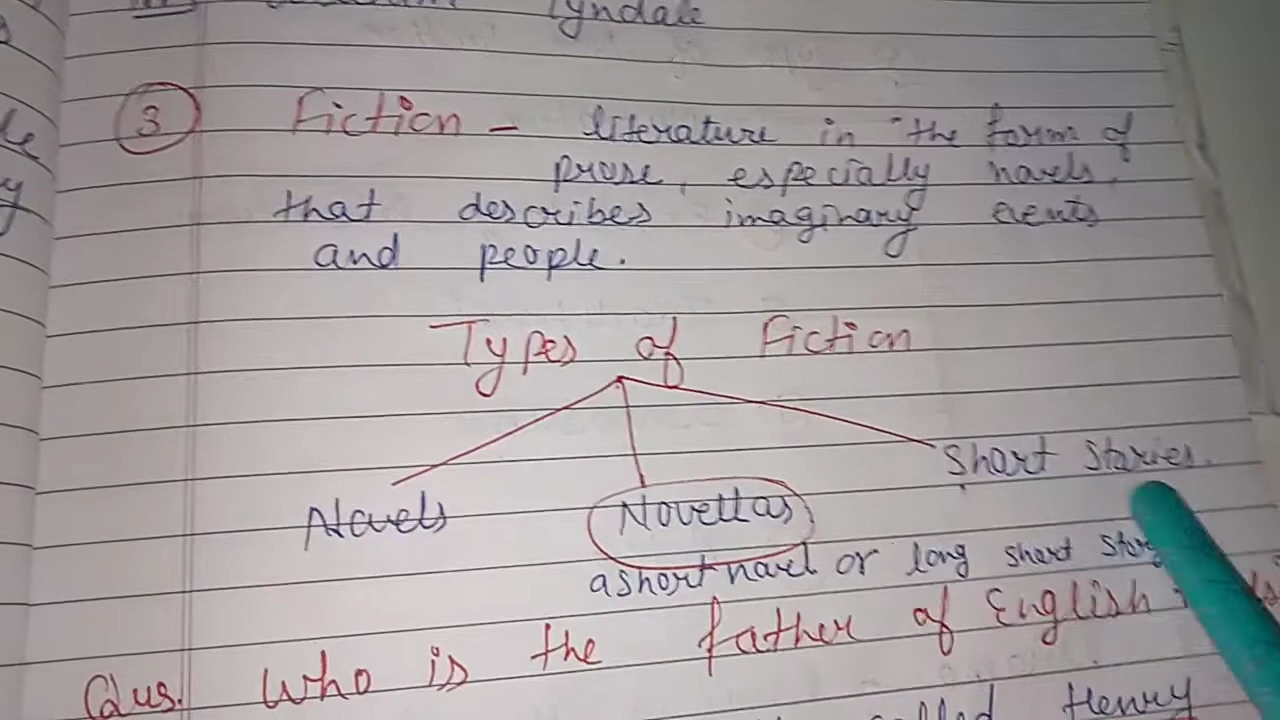 Tyndale
3 Fiction - literature in the form of
prose, especially novels,
that describes imaginary events
and people.
Types of Fiction
Short Stories.
Novels Novellas
a short novel or long short story
Qus. Who is the father of English
Henry